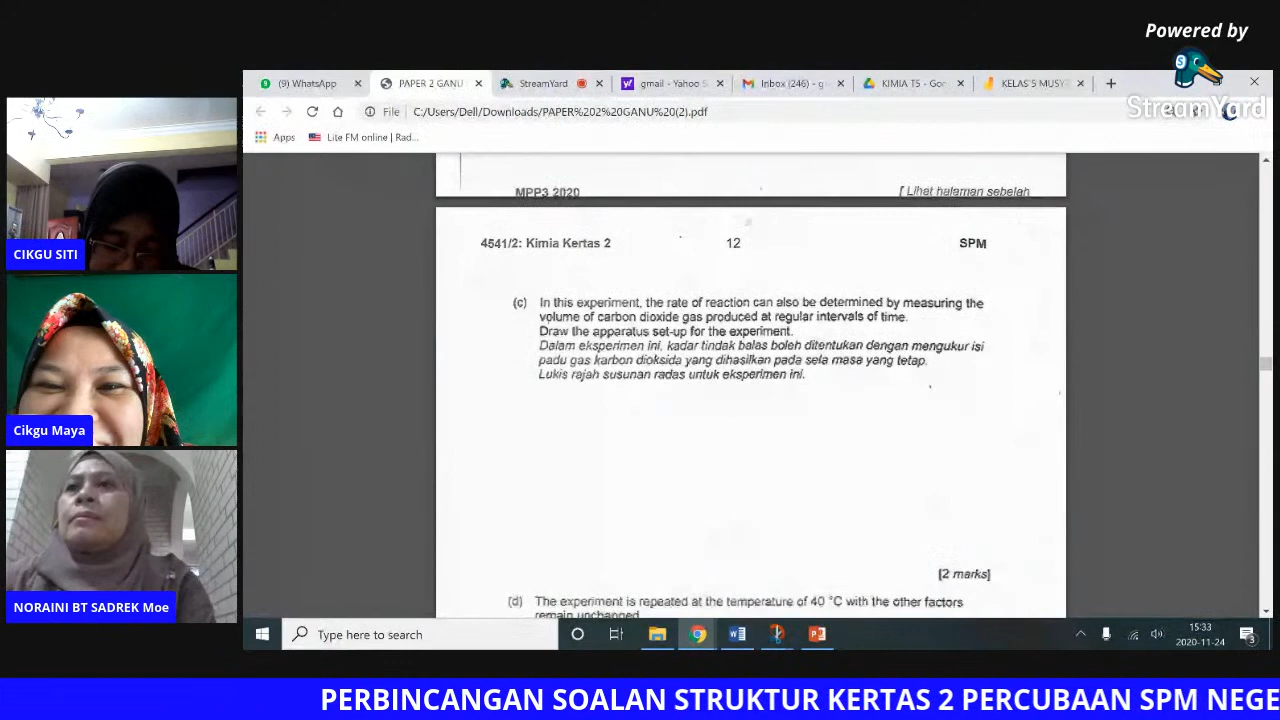 Powered by
StreamYard
(9) WhatsApp
PAPER 2 GANU
StreamYard
gmail - Yahoo S
Inbox (246) - g
KIMIA T5 - Goo
KELAS 5 MUSY
File
C:/Users/Dell/Downloads/PAPER%202%20GANU%20(2).pdf
Apps
Lite FM online | Rad...
MPP3 2020
[ Lihat halaman sebelah
4541/2: Kimia Kertas 2
12
SPM
(c) In this experiment, the rate of reaction can also be determined by measuring the
volume of carbon dioxide gas produced at regular intervals of time.
Draw the apparatus set-up for the experiment.
Dalam eksperimen ini, kadar tindak balas boleh ditentukan dengan mengukur isi
padu gas karbon dioksida yang dihasilkan pada sela masa yang tetap.
Lukis rajah susunan radas untuk eksperimen ini.
[2 marks]
(d) The experiment is repeated at the temperature of 40 °C with the other factors
remain unchanged.
CIKGU SITI
Cikgu Maya
NORAINI BT SADREK Moe
Type here to search
15:33
2020-11-24
3
PERBINCANGAN SOALAN STRUKTUR KERTAS 2 PERCUBAAN SPM NEGE